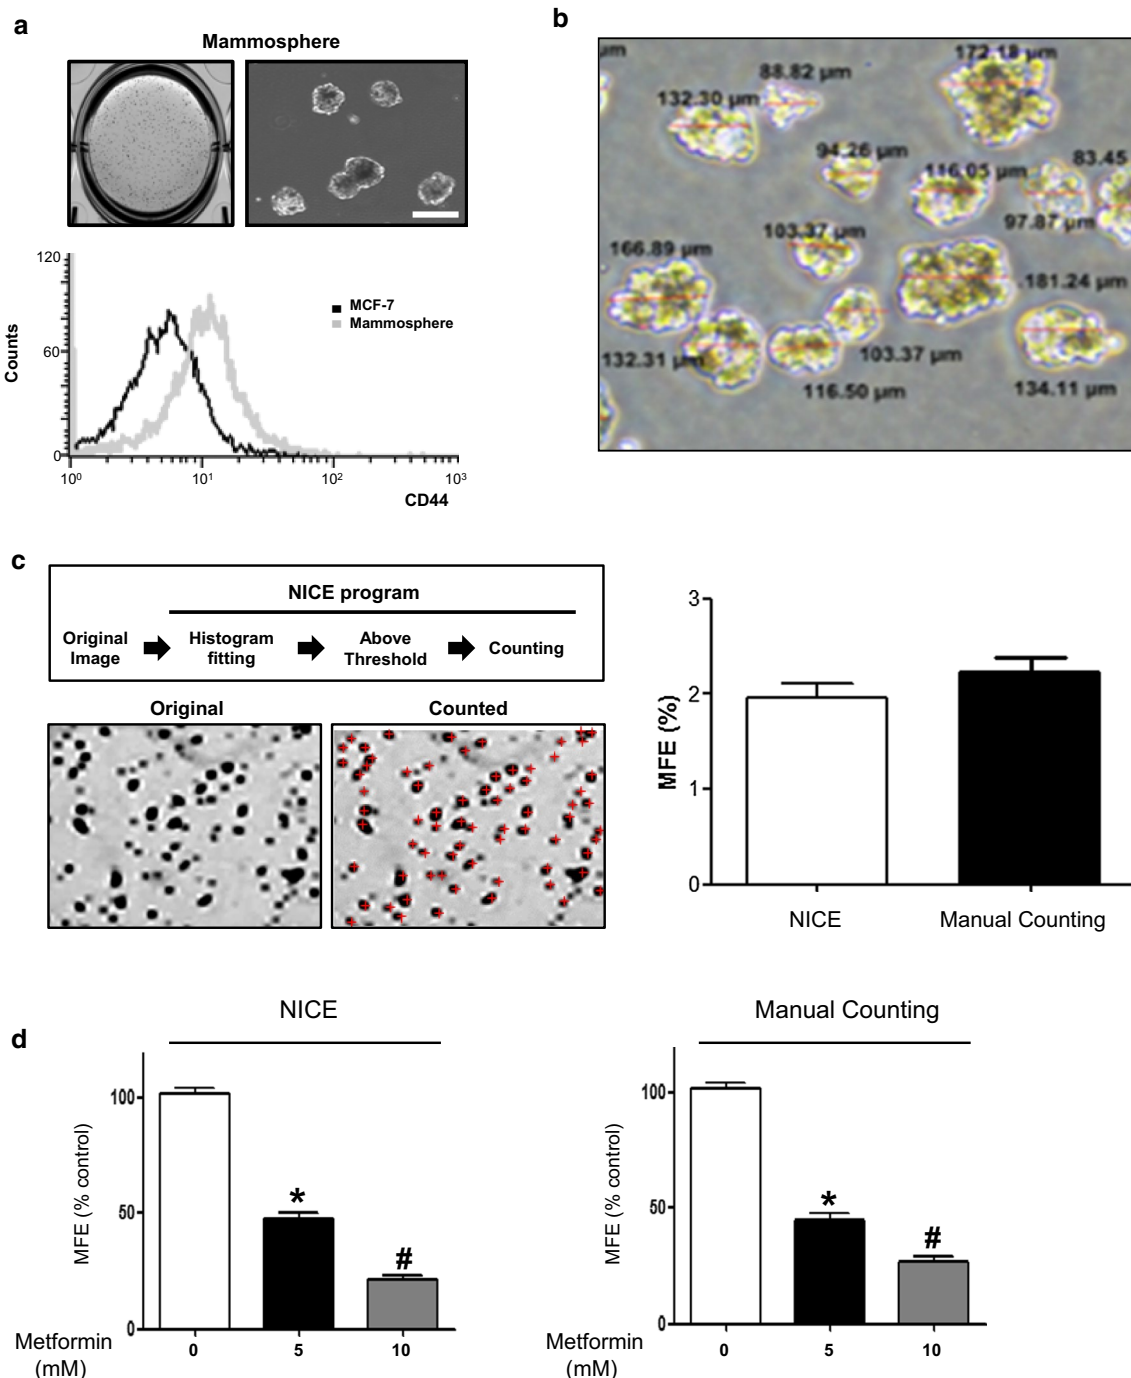 a
Mammosphere
120
60
0
Counts
MCF-7
Mammosphere
10⁰
10¹
10²
10³
CD44
b
µm
88.82 µm
172.18 µm
132.30 µm
94.26 µm
116.05 µm
83.45
97.87 µm
103.37 µm
166.89 µm
181.24 µm
132.31 µm
103.37 µm
116.50 µm
134.11 µm
c
NICE program
Original
Image
Histogram
fitting
Above
Threshold
Counting
Original
Counted
3
2
1
0
MFE (%)
NICE
Manual Counting
d
NICE
100
50
0
MFE (% control)
*
#
Metformin
(mM)
0
5
10
Manual Counting
100
50
0
MFE (% control)
*
#
Metformin
(mM)
0
5
10